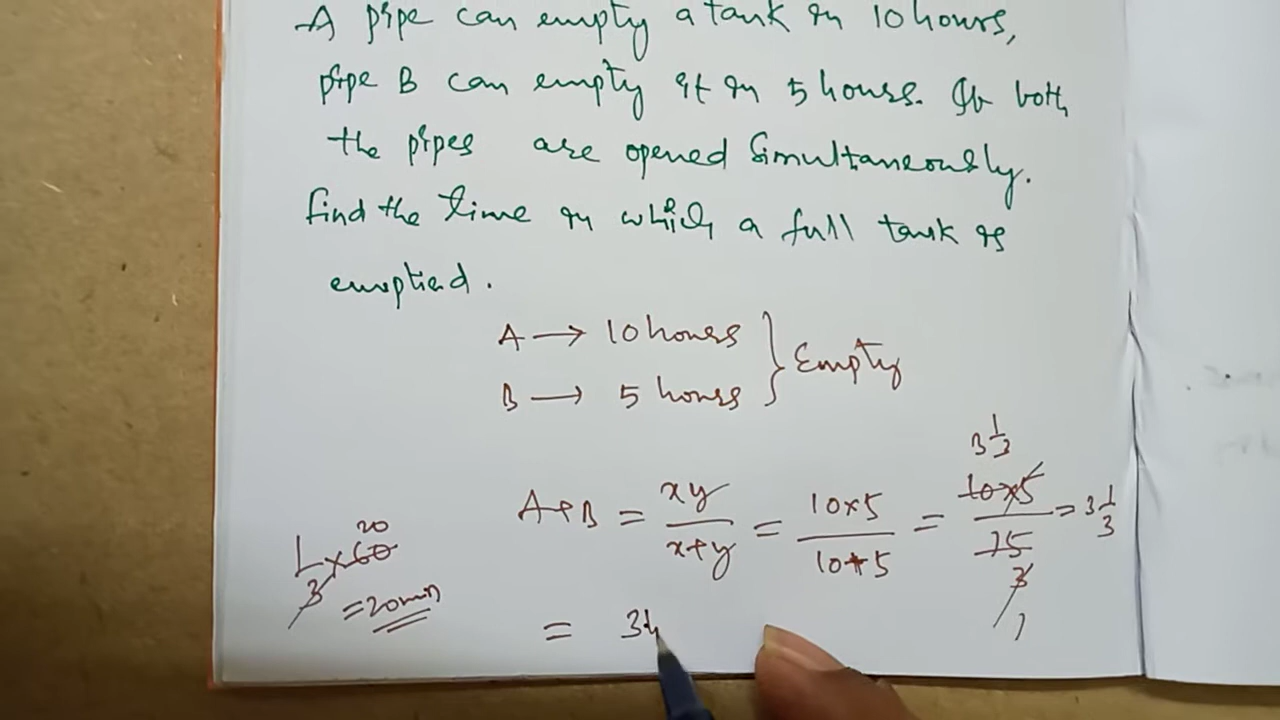 A pipe can empty a tank in 10 hours,
pipe B can empty it in 5 hours. If both
the pipes are opened Simultaneously.
find the time in which a full tank is
emptied.
A → 10 hours
B → 5 hours
} Empty
A+B = xy/x+y = 10×5/10+5 = 10×5/15 = 3 1/3
3 1/3
3
1
1/3 × 60
20
= 20 min
= 3h